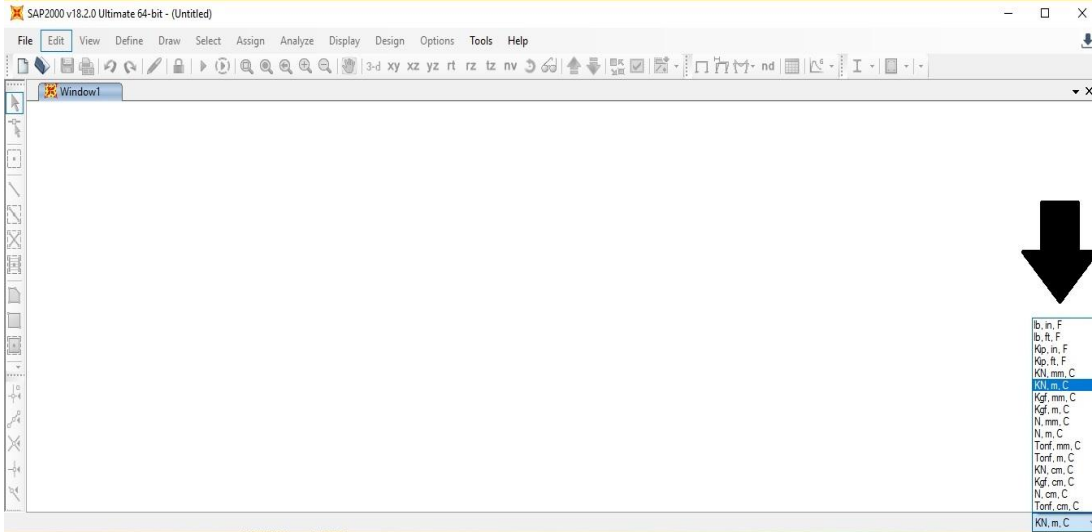 SAP2000 v18.2.0 Ultimate 64-bit - (Untitled)
File Edit View Define Draw Select Assign Analyze Display Design Options Tools Help
3-d xy xz yz rt rz tz nv nd
Window1
lb, in, F
lb, ft, F
Kip, in, F
Kip, ft, F
KN, mm, C
KN, m, C
Kgf, mm, C
Kgf, m, C
N, mm, C
N, m, C
Tonf, mm, C
Tonf, m, C
KN, cm, C
Kgf, cm, C
N, cm, C
Tonf, cm, C
KN, m, C